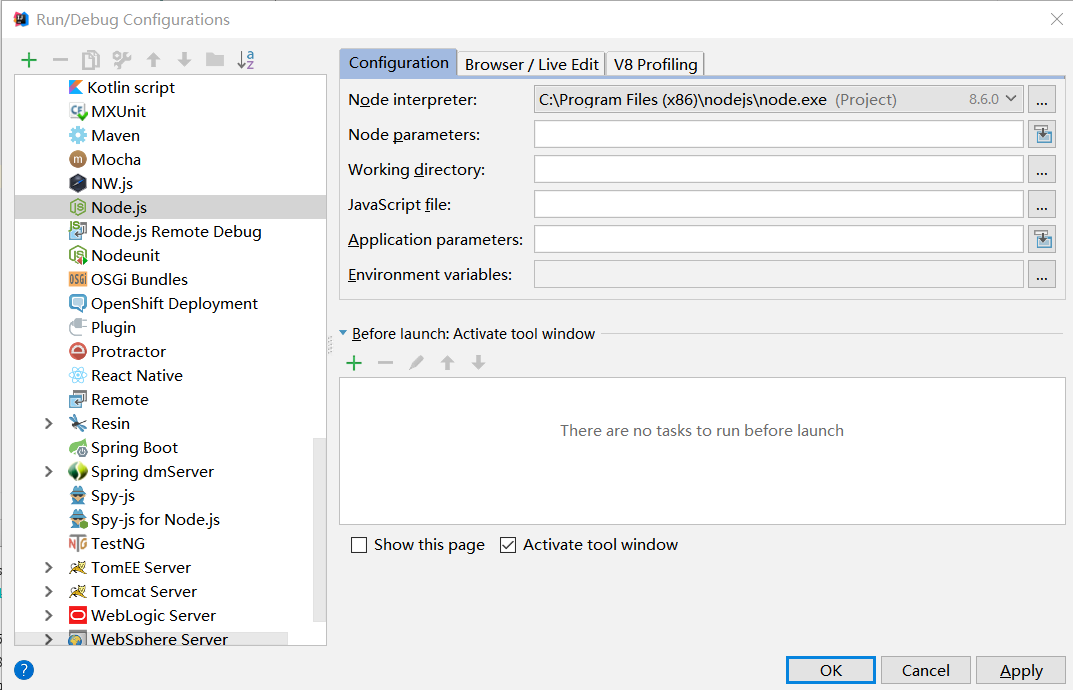 Run/Debug Configurations
Kotlin script
MXUnit
Maven
Mocha
NW.js
Node.js
Node.js Remote Debug
Nodeunit
OSGi Bundles
OpenShift Deployment
Plugin
Protractor
React Native
Remote
Resin
Spring Boot
Spring dmServer
Spy-js
Spy-js for Node.js
TestNG
TomEE Server
Tomcat Server
WebLogic Server
WebSphere Server
Configuration Browser / Live Edit V8 Profiling
Node interpreter: C:\Program Files (x86)\nodejs\node.exe (Project) 8.6.0 ...
Node parameters:
Working directory: ...
JavaScript file: ...
Application parameters:
Environment variables: ...
Before launch: Activate tool window
There are no tasks to run before launch
Show this page Activate tool window
? OK Cancel Apply